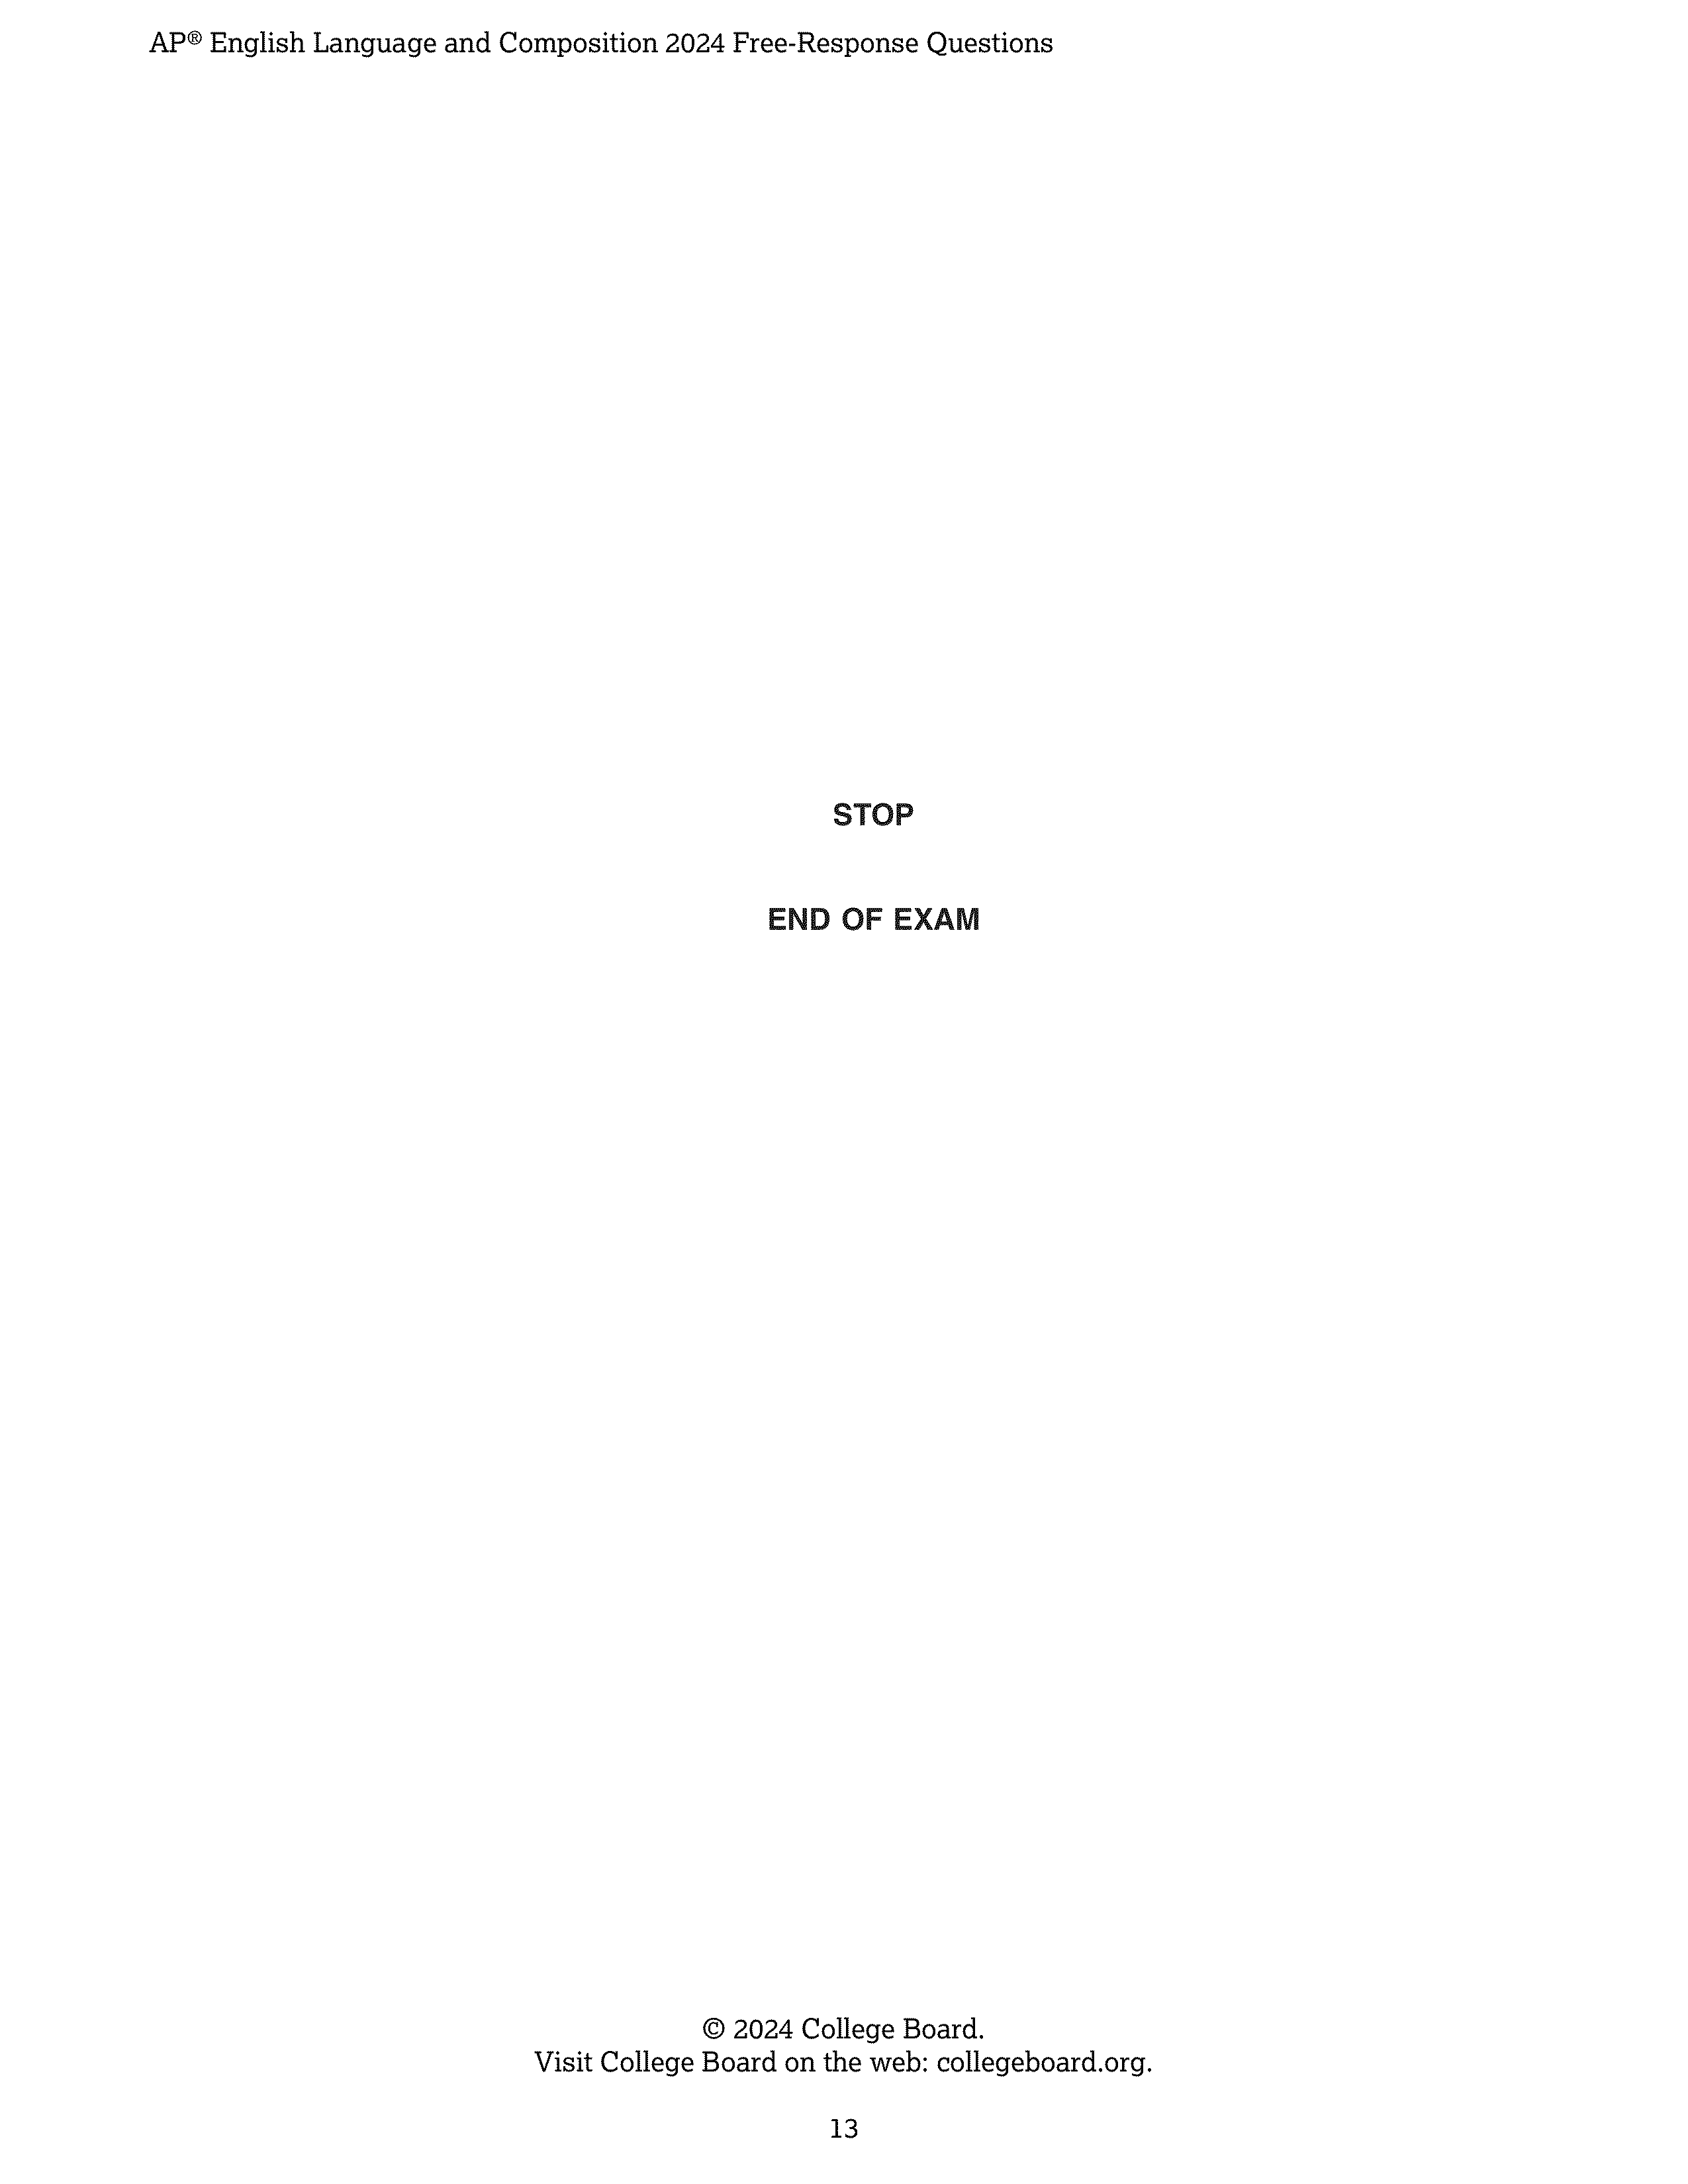 AP® English Language and Composition 2024 Free-Response Questions
STOP
END OF EXAM
© 2024 College Board.
Visit College Board on the web: collegeboard.org.
13